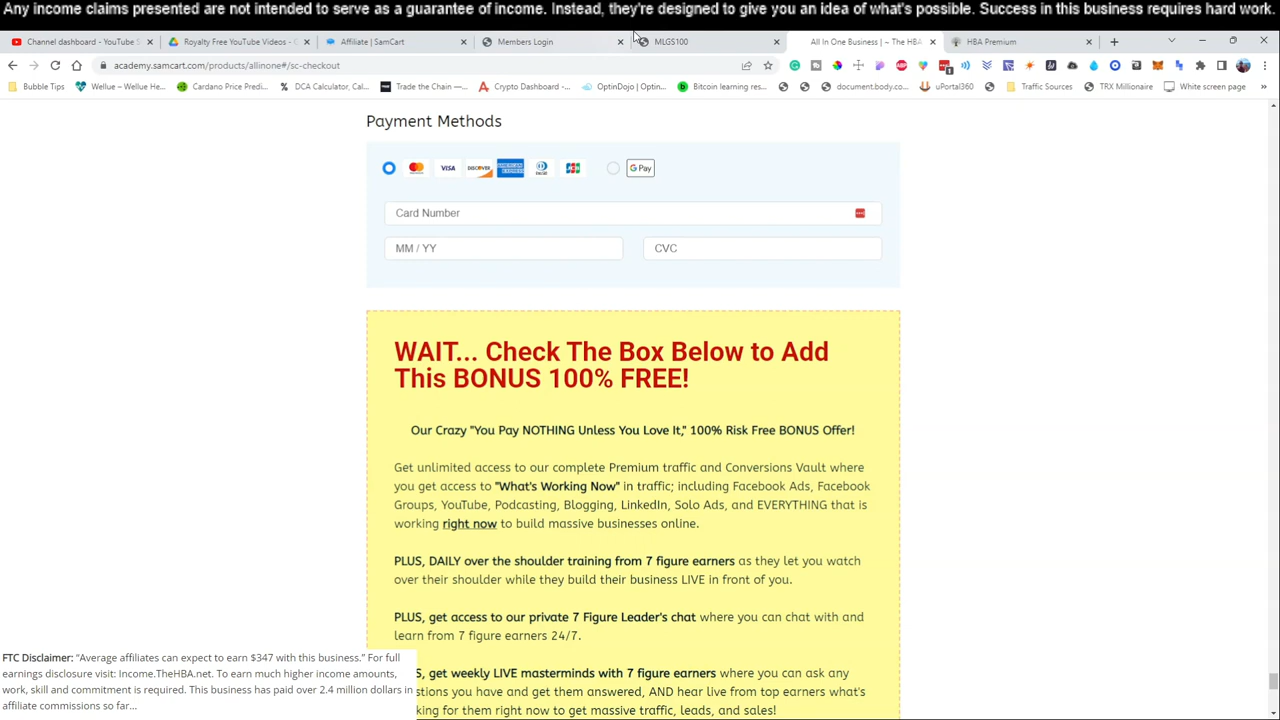 Any income claims presented are not intended to serve as a guarantee of income. Instead, they're designed to give you an idea of what's possible. Success in this business requires hard work.
Channel dashboard - YouTube S
Royalty Free YouTube Videos - G
Affiliate | SamCart
Members Login
MLGS100
All In One Business | ~ The HBA
HBA Premium
academy.samcart.com/products/allinone#/sc-checkout
Bubble Tips
Wellue — Wellue He...
Cardano Price Predi...
DCA Calculator, Cal...
Trade the Chain —...
Crypto Dashboard -...
OptinDojo | Optin...
Bitcoin learning res...
document.body.co...
uPortal360
Traffic Sources
TRX Millionaire
White screen page
Payment Methods
VISA
DISCOVER
AMERICAN EXPRESS
JCB
G Pay
Card Number
MM / YY
CVC
WAIT... Check The Box Below to Add
This BONUS 100% FREE!
Our Crazy "You Pay NOTHING Unless You Love It," 100% Risk Free BONUS Offer!
Get unlimited access to our complete Premium traffic and Conversions Vault where
you get access to "What's Working Now" in traffic; including Facebook Ads, Facebook
Groups, YouTube, Podcasting, Blogging, LinkedIn, Solo Ads, and EVERYTHING that is
working right now to build massive businesses online.
PLUS, DAILY over the shoulder training from 7 figure earners as they let you watch
over their shoulder while they build their business LIVE in front of you.
PLUS, get access to our private 7 Figure Leader's chat where you can chat with and
learn from 7 figure earners 24/7.
S, get weekly LIVE masterminds with 7 figure earners where you can ask any
stions you have and get them answered, AND hear live from top earners what's
king for them right now to get massive traffic, leads, and sales!
FTC Disclaimer: "Average affiliates can expect to earn $347 with this business." For full
earnings disclosure visit: Income.TheHBA.net. To earn much higher income amounts,
work, skill and commitment is required. This business has paid over 2.4 million dollars in
affiliate commissions so far...